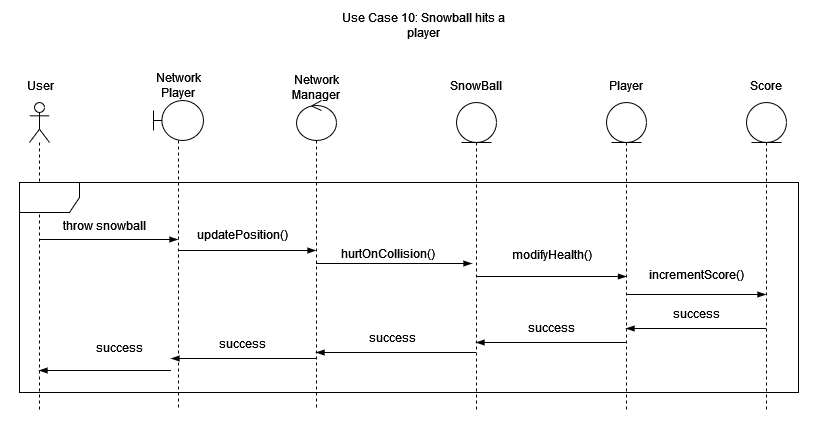 Use Case 10: Snowball hits a
player
User
Network
Player
Network
Manager
SnowBall
Player
Score
throw snowball
updatePosition()
hurtOnCollision()
modifyHealth()
incrementScore()
success
success
success
success
success